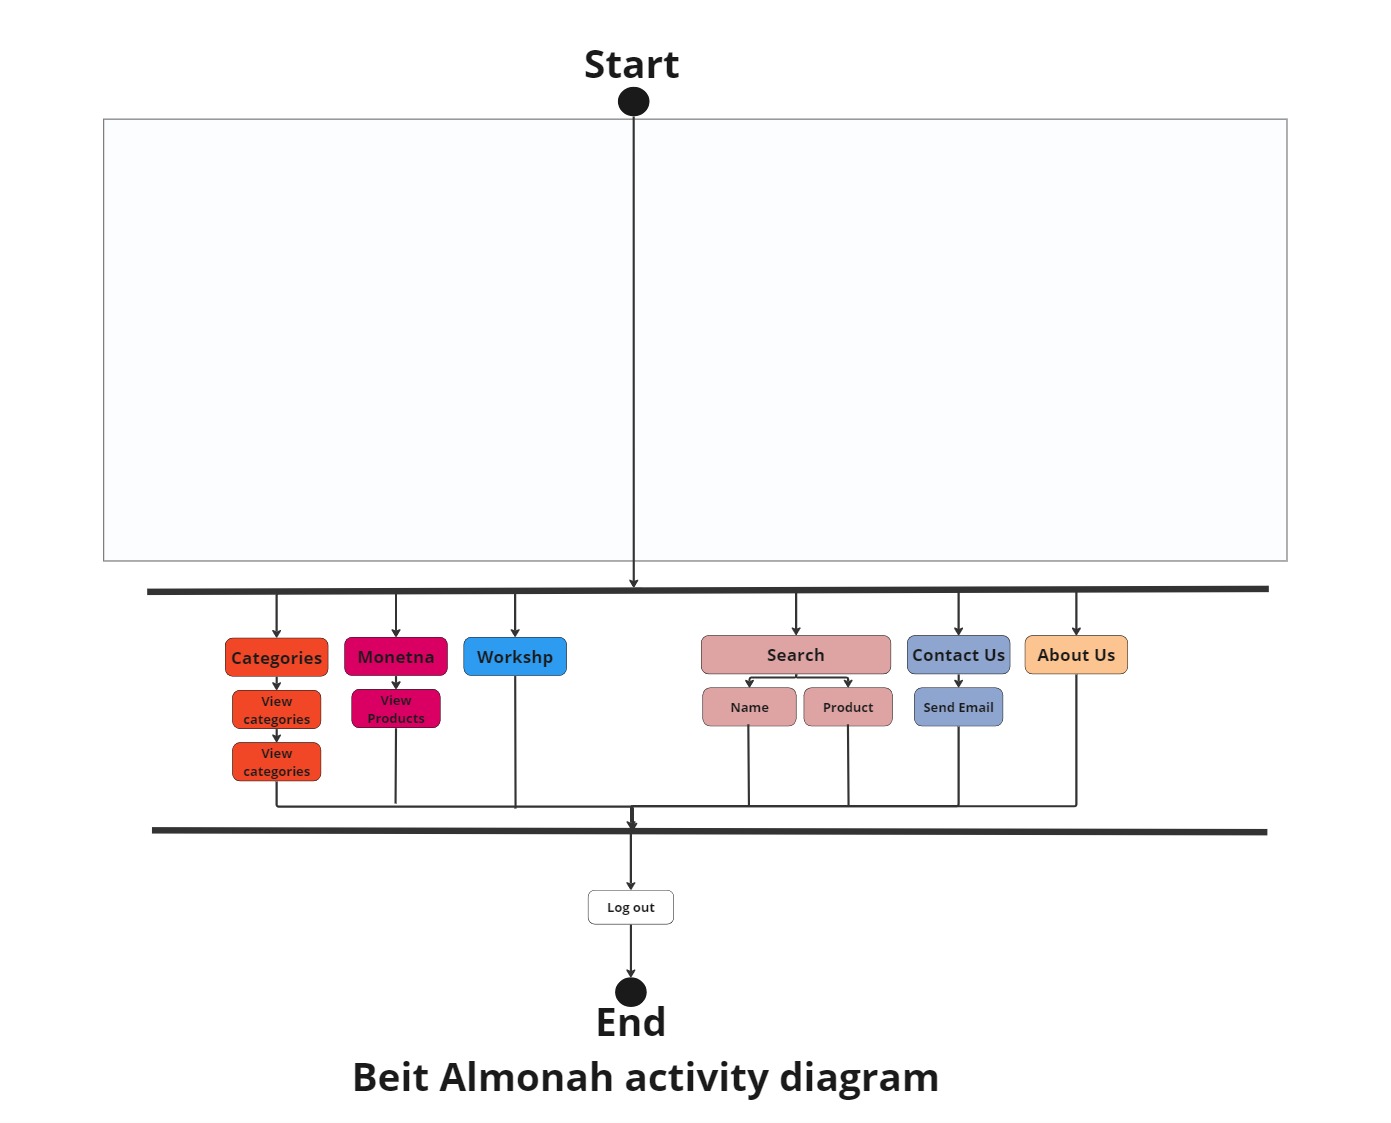 Start
Categories
Monetna
Workshp
Search
Contact Us
About Us
View
categories
View
Products
Name
Product
Send Email
View
categories
Log out
End
Beit Almonah activity diagram